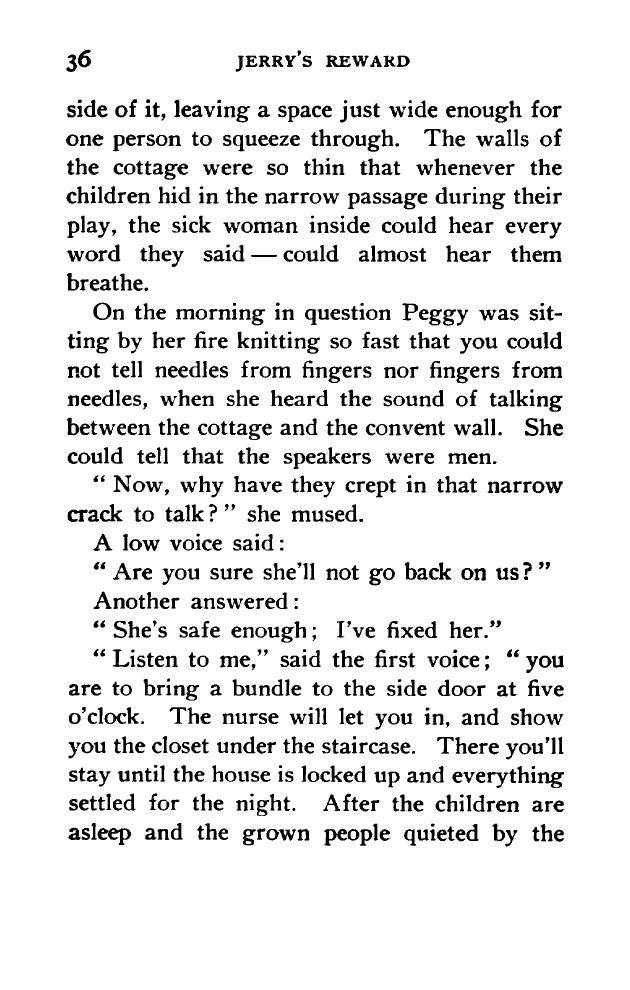 36 JERRY'S REWARD
side of it, leaving a space just wide enough for
one person to squeeze through. The walls of
the cottage were so thin that whenever the
children hid in the narrow passage during their
play, the sick woman inside could hear every
word they said — could almost hear them
breathe.
On the morning in question Peggy was sit-
ting by her fire knitting so fast that you could
not tell needles from fingers nor fingers from
needles, when she heard the sound of talking
between the cottage and the convent wall. She
could tell that the speakers were men.
“ Now, why have they crept in that narrow
crack to talk? ” she mused.
A low voice said :
“ Are you sure she'll not go back on us? ”
Another answered :
“ She's safe enough ; I've fixed her.”
“ Listen to me,” said the first voice ; “ you
are to bring a bundle to the side door at five
o'clock. The nurse will let you in, and show
you the closet under the staircase. There you'll
stay until the house is locked up and everything
settled for the night. After the children are
asleep and the grown people quieted by the